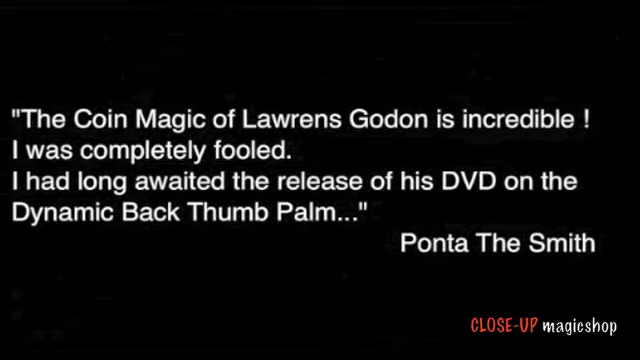 "The Coin Magic of Lawrens Godon is incredible !
I was completely fooled.
I had long awaited the release of his DVD on the
Dynamic Back Thumb Palm..."
Ponta The Smith
CLOSE-UP magicshop